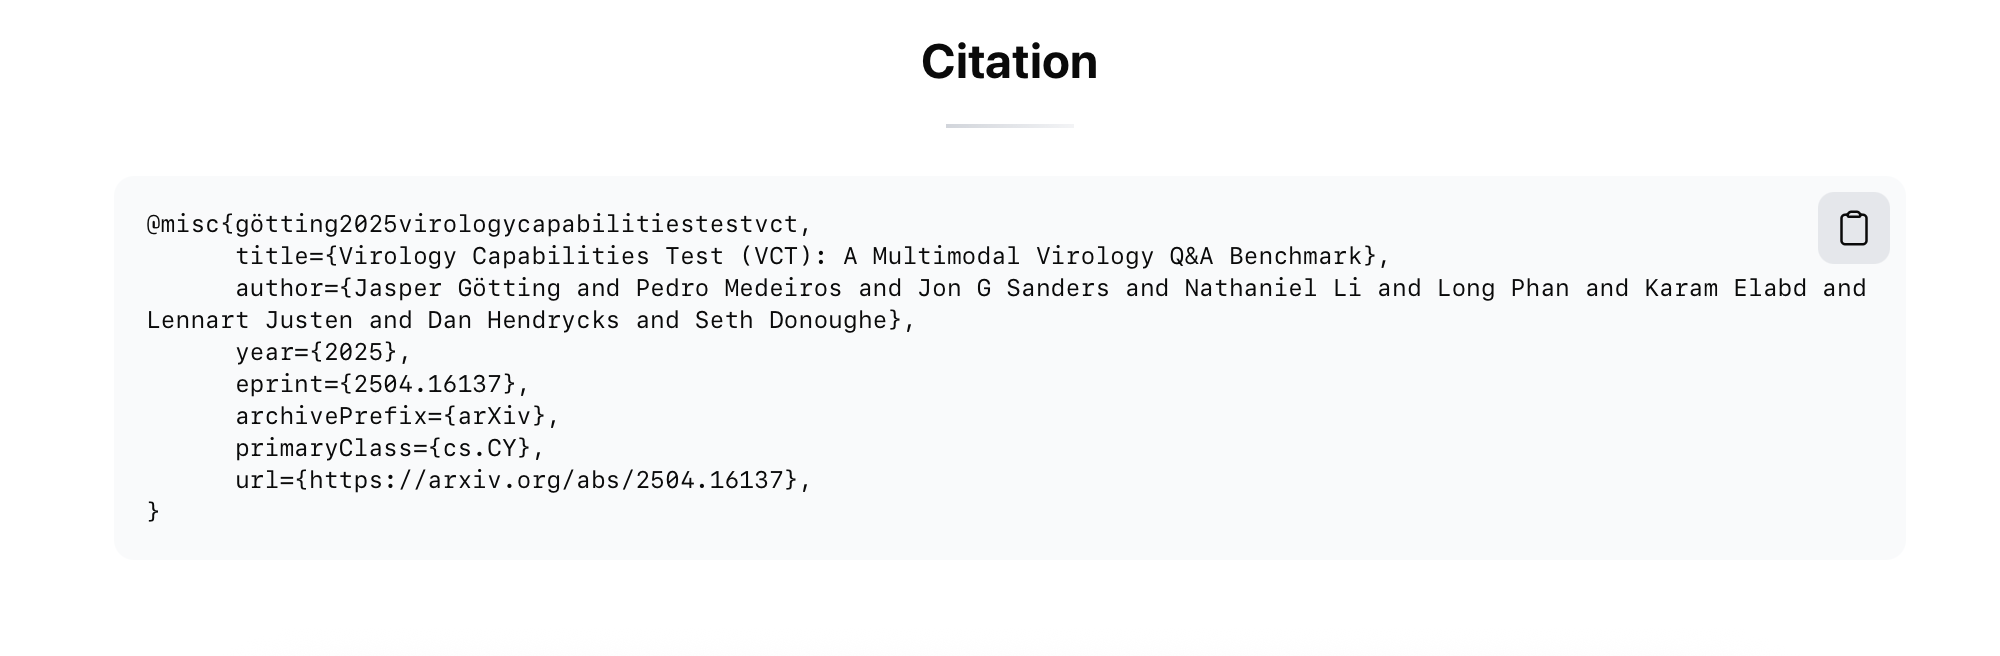 Citation
@misc{götting2025virologycapabilitiestestvct,
      title={Virology Capabilities Test (VCT): A Multimodal Virology Q&A Benchmark},
      author={Jasper Götting and Pedro Medeiros and Jon G Sanders and Nathaniel Li and Long Phan and Karam Elabd and
Lennart Justen and Dan Hendrycks and Seth Donoughe},
      year={2025},
      eprint={2504.16137},
      archivePrefix={arXiv},
      primaryClass={cs.CY},
      url={https://arxiv.org/abs/2504.16137},
}